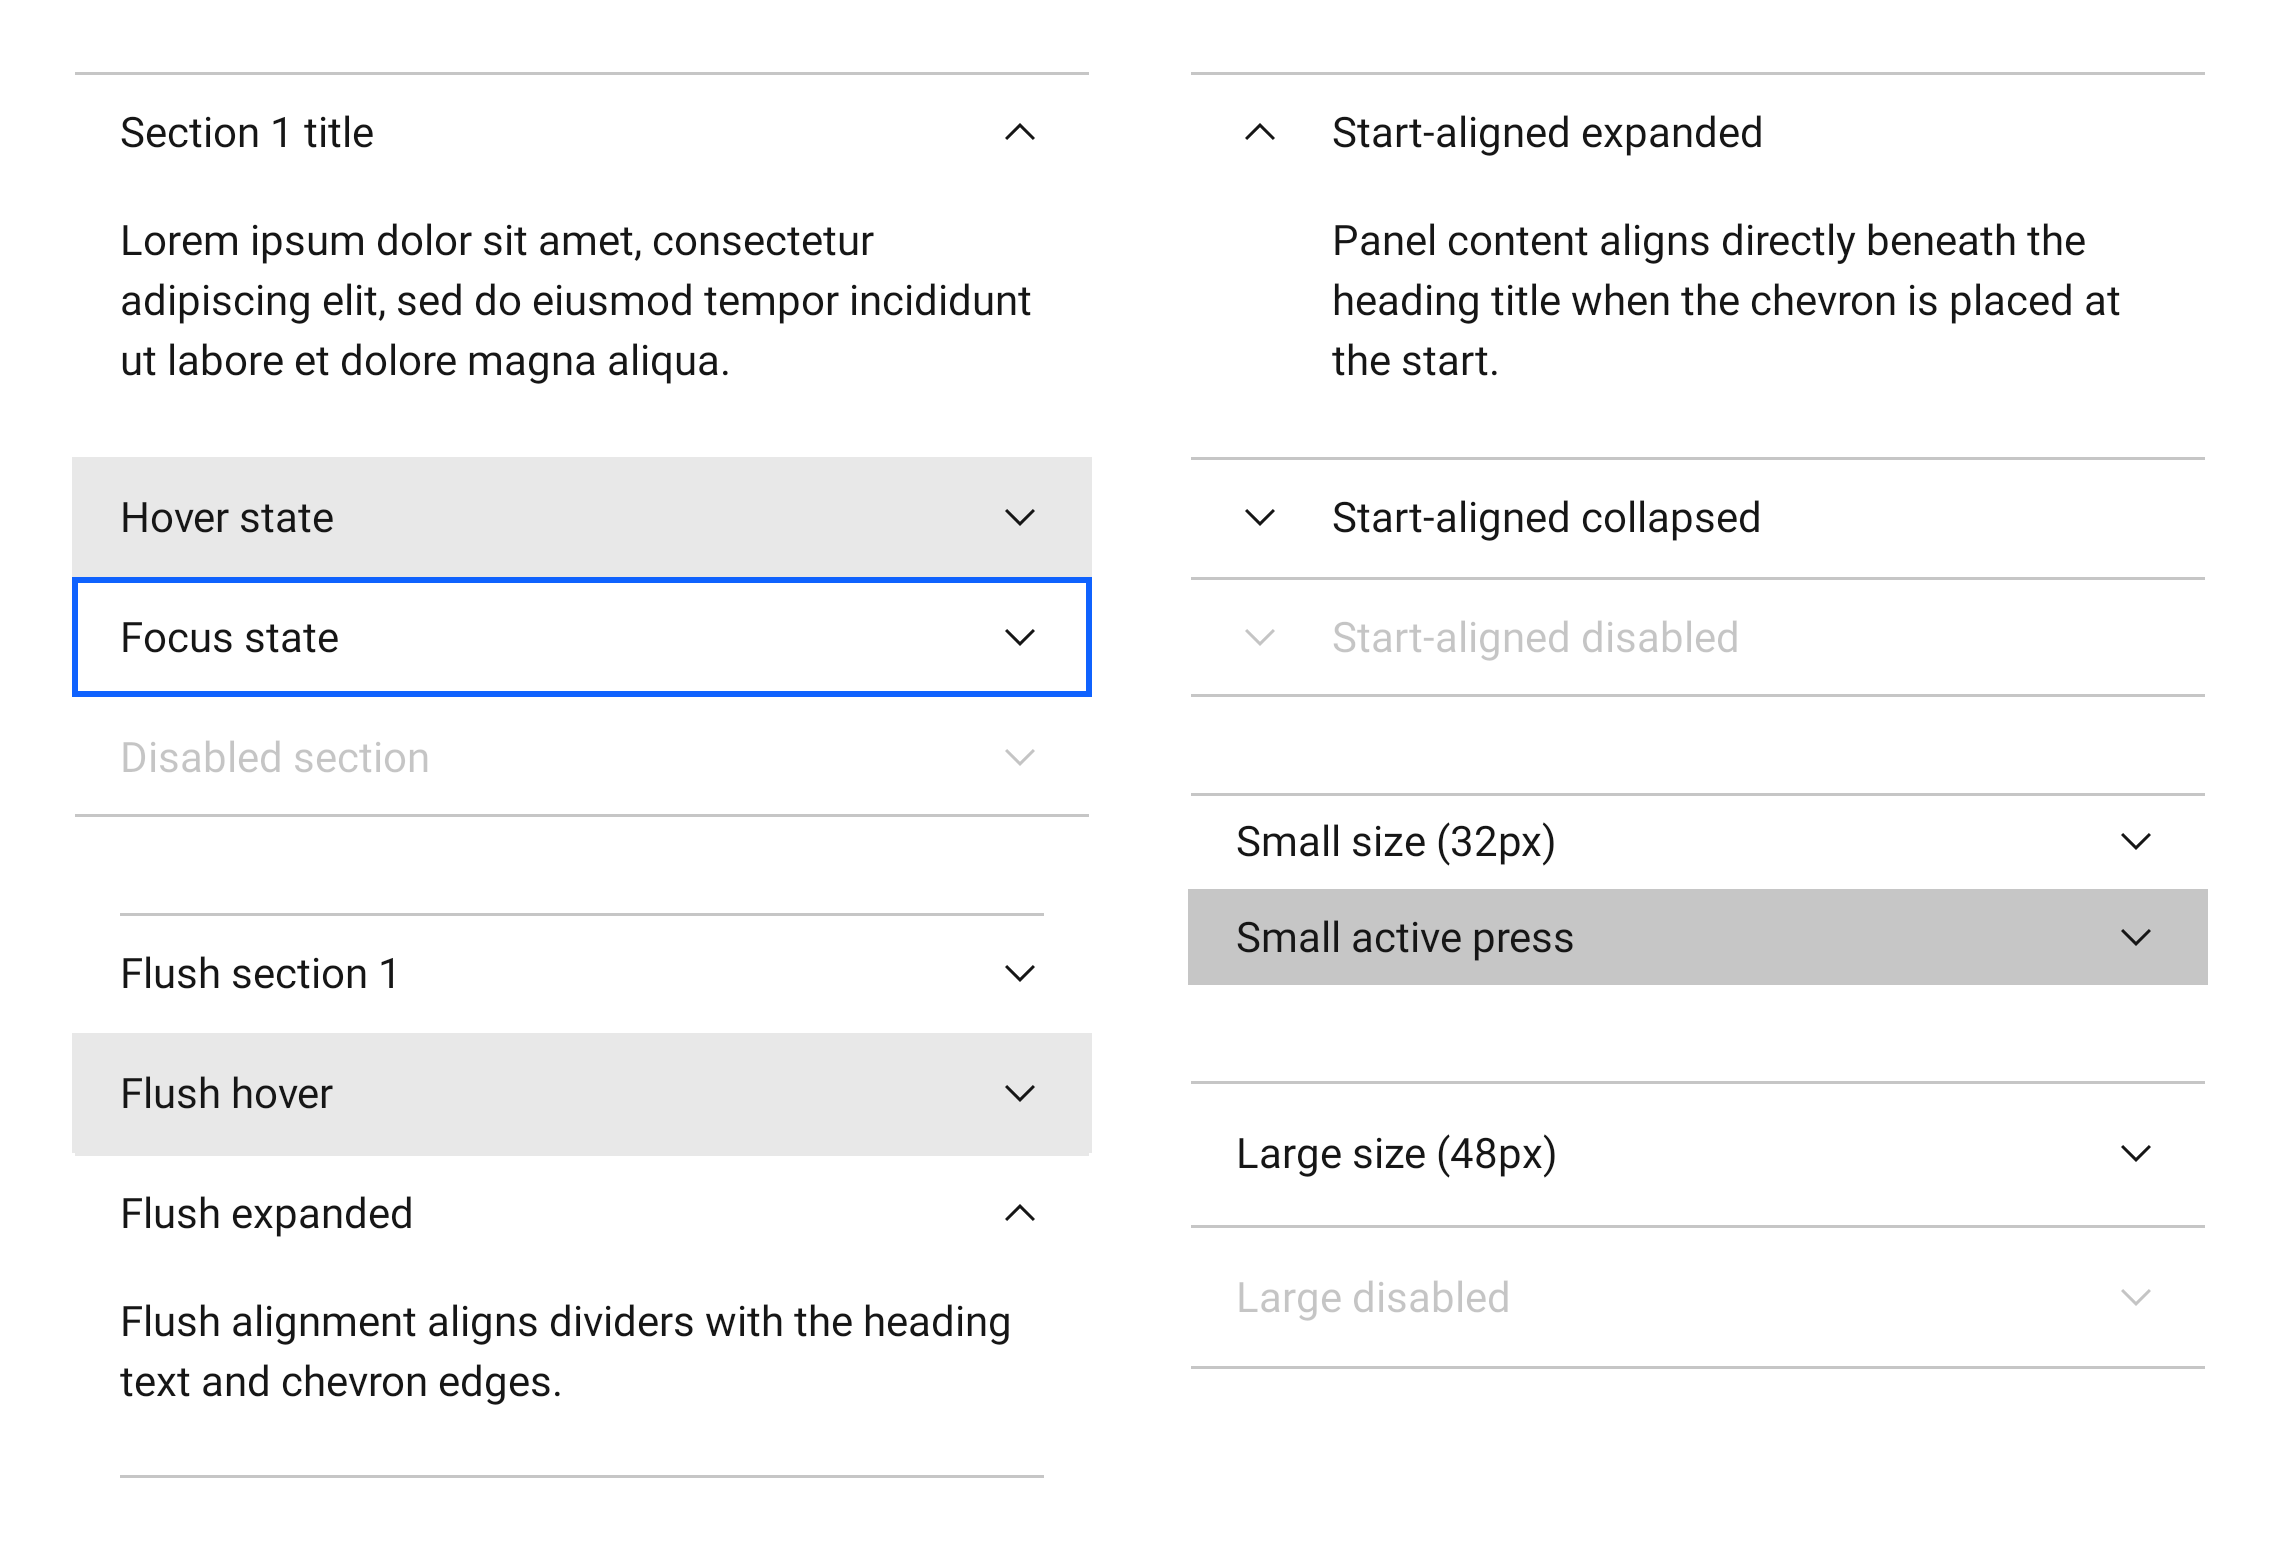 Section 1 title
Lorem ipsum dolor sit amet, consectetur
adipiscing elit, sed do eiusmod tempor incididunt
ut labore et dolore magna aliqua.
Hover state
Focus state
Disabled section
Flush section 1
Flush hover
Flush expanded
Flush alignment aligns dividers with the heading
text and chevron edges.
Start-aligned expanded
Panel content aligns directly beneath the
heading title when the chevron is placed at
the start.
Start-aligned collapsed
Start-aligned disabled
Small size (32px)
Small active press
Large size (48px)
Large disabled